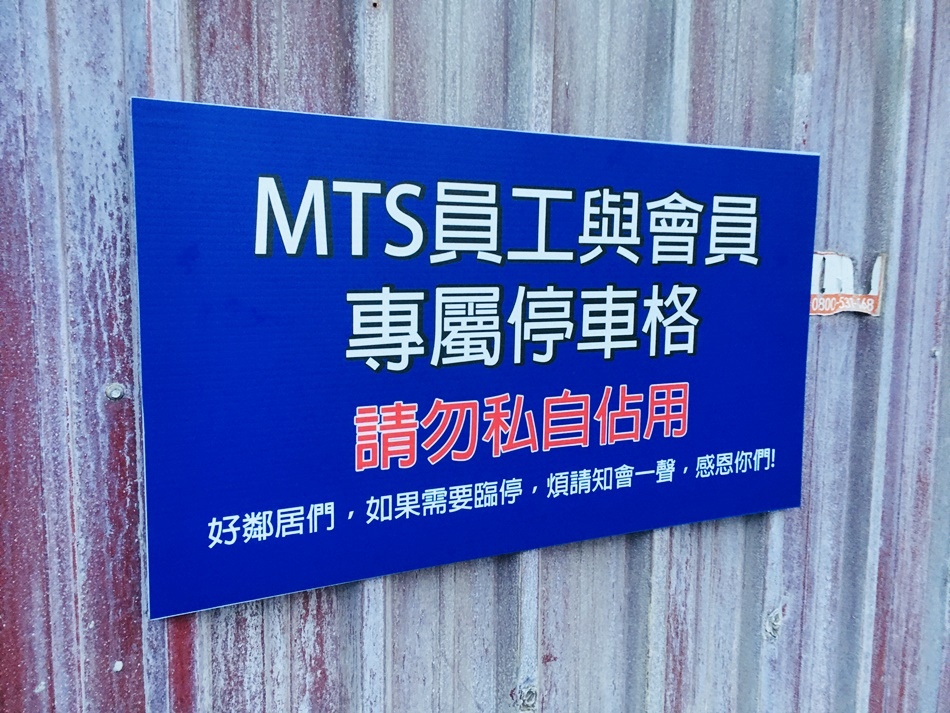 MTS員工與會員
專屬停車格
請勿私自佔用
好鄰居們，如果需要臨停，煩請知會一聲，感恩你們!